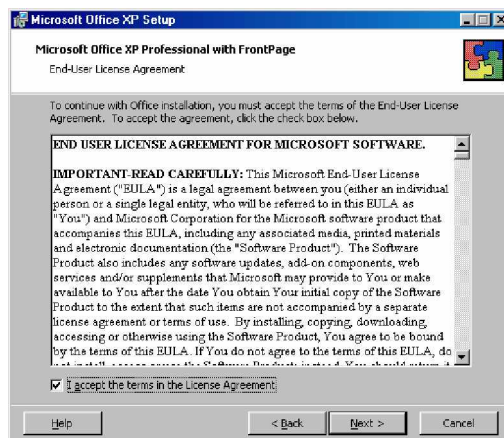 Microsoft Office XP Setup
Microsoft Office XP Professional with FrontPage
End-User License Agreement
To continue with Office installation, you must accept the terms of the End-User License
Agreement. To accept the agreement, click the check box below.
END USER LICENSE AGREEMENT FOR MICROSOFT SOFTWARE.
IMPORTANT-READ CAREFULLY: This Microsoft End-User License
Agreement ("EULA") is a legal agreement between you (either an individual
person or a single legal entity, who will be referred to in this EULA as
"You") and Microsoft Corporation for the Microsoft software product that
accompanies this EULA, including any associated media, printed materials
and electronic documentation (the "Software Product"). The Software
Product also includes any software updates, add-on components, web
services and/or supplements that Microsoft may provide to You or make
available to You after the date You obtain Your initial copy of the Software
Product to the extent that such items are not accompanied by a separate
license agreement or terms of use. By installing, copying, downloading,
accessing or otherwise using the Software Product, You agree to be bound
by the terms of this EULA. If You do not agree to the terms of this EULA, do
I accept the terms in the License Agreement
Help
< Back
Next >
Cancel